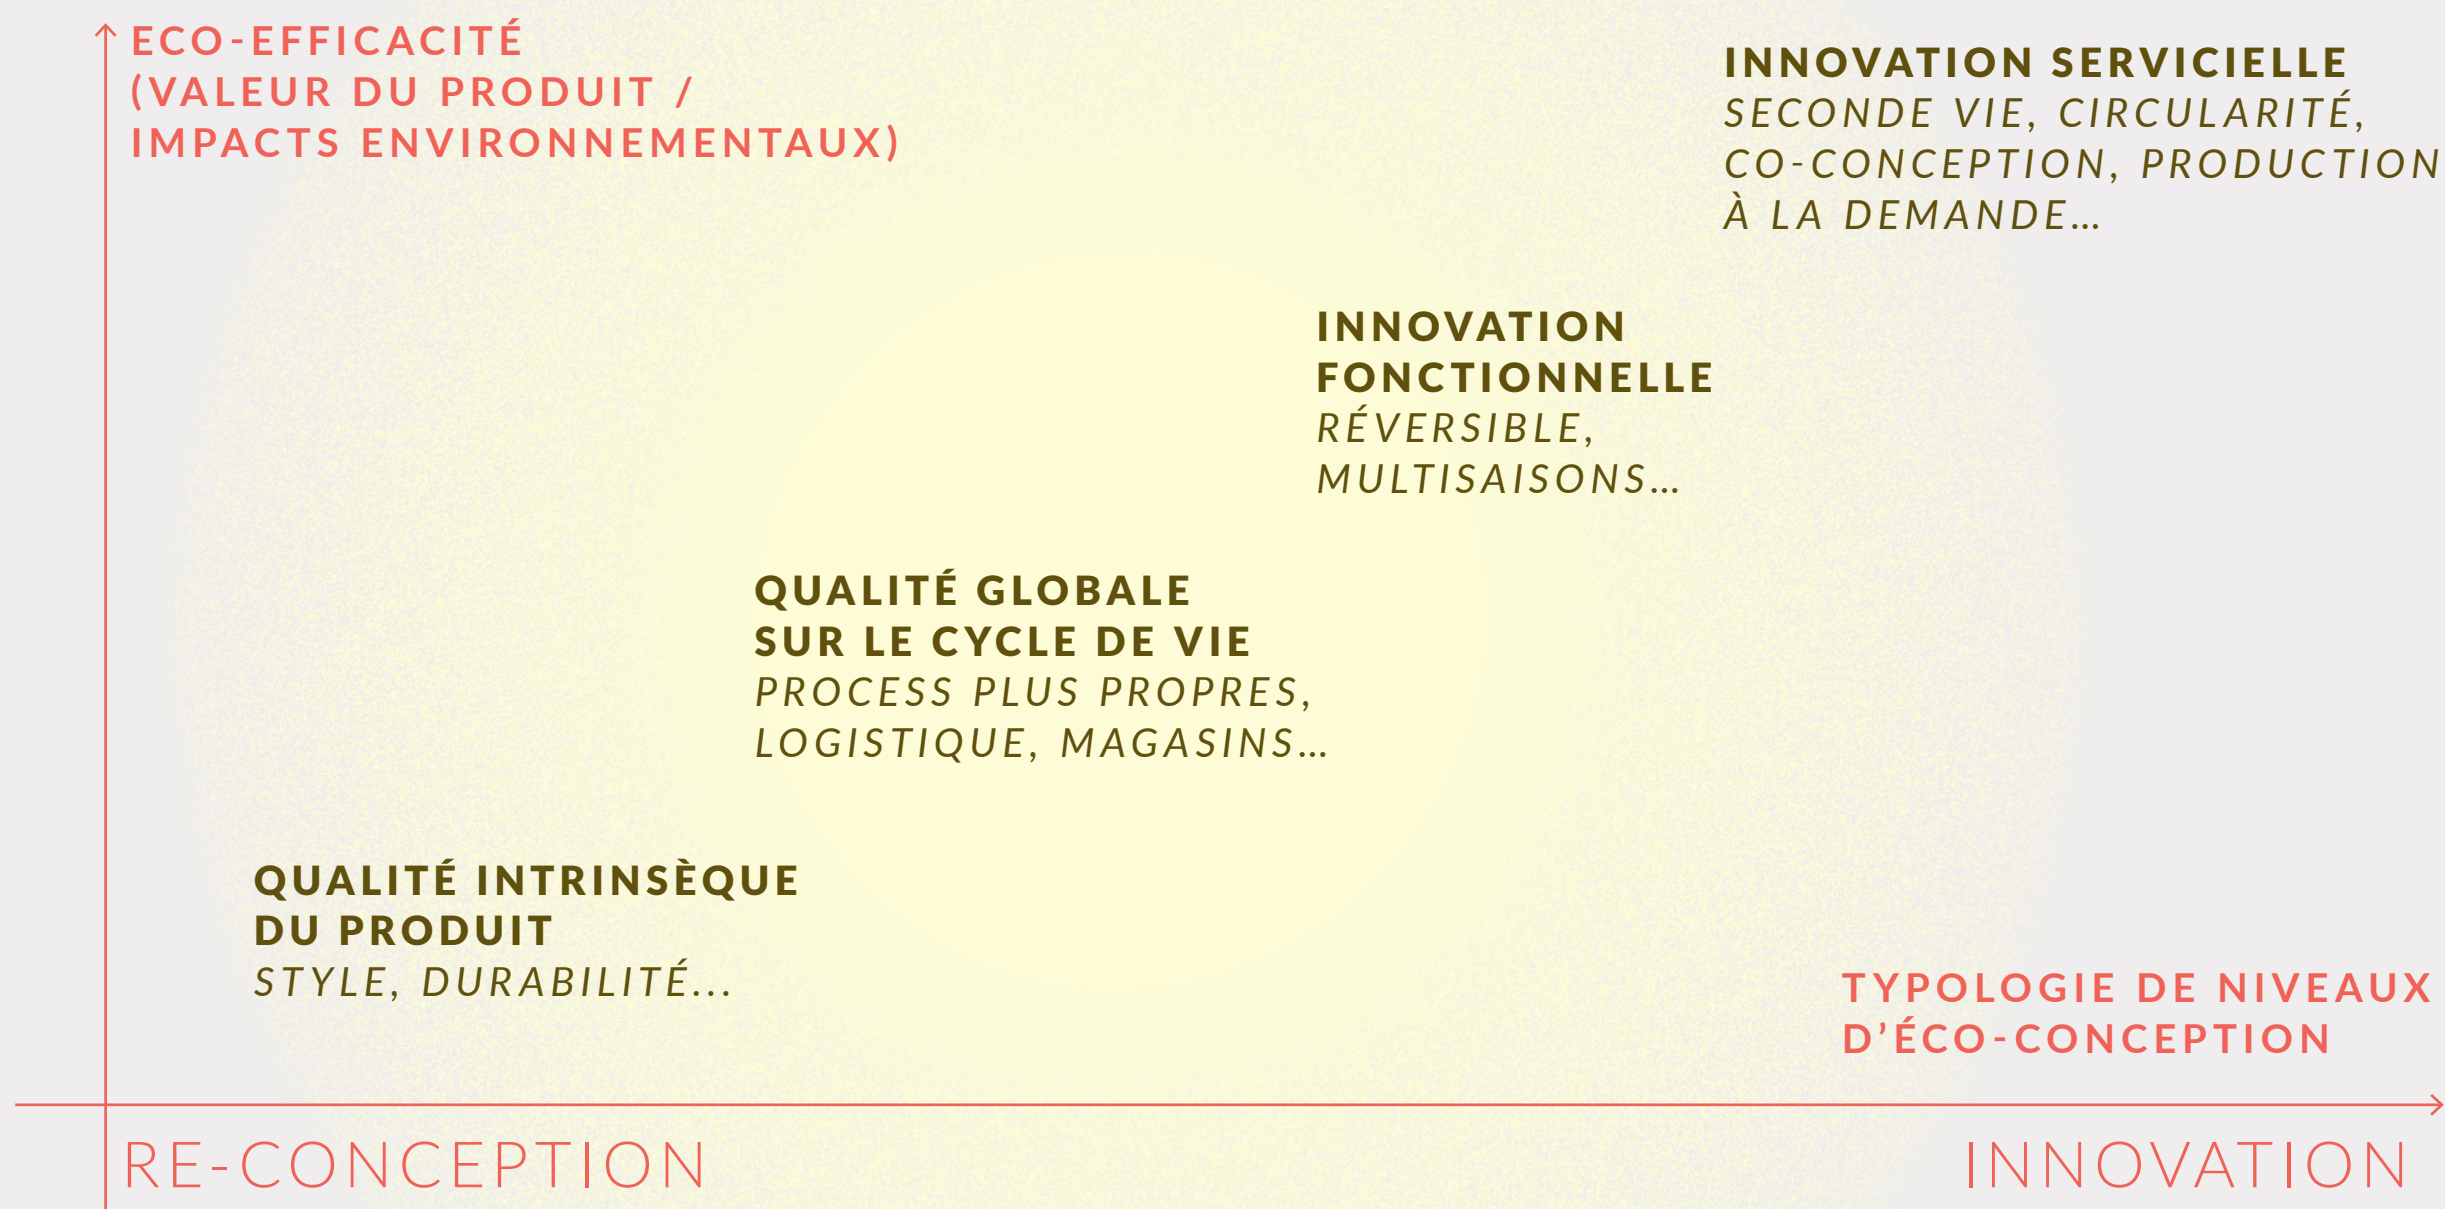 ECO-EFFICACITÉ
(VALEUR DU PRODUIT /
IMPACTS ENVIRONNEMENTAUX)
INNOVATION SERVICIELLE
SECONDE VIE, CIRCULARITÉ,
CO-CONCEPTION, PRODUCTION
À LA DEMANDE…
INNOVATION
FONCTIONNELLE
RÉVERSIBLE,
MULTISAISONS…
QUALITÉ GLOBALE
SUR LE CYCLE DE VIE
PROCESS PLUS PROPRES,
LOGISTIQUE, MAGASINS…
QUALITÉ INTRINSÈQUE
DU PRODUIT
STYLE, DURABILITÉ...
TYPOLOGIE DE NIVEAUX
D’ÉCO-CONCEPTION
RE-CONCEPTION
INNOVATION